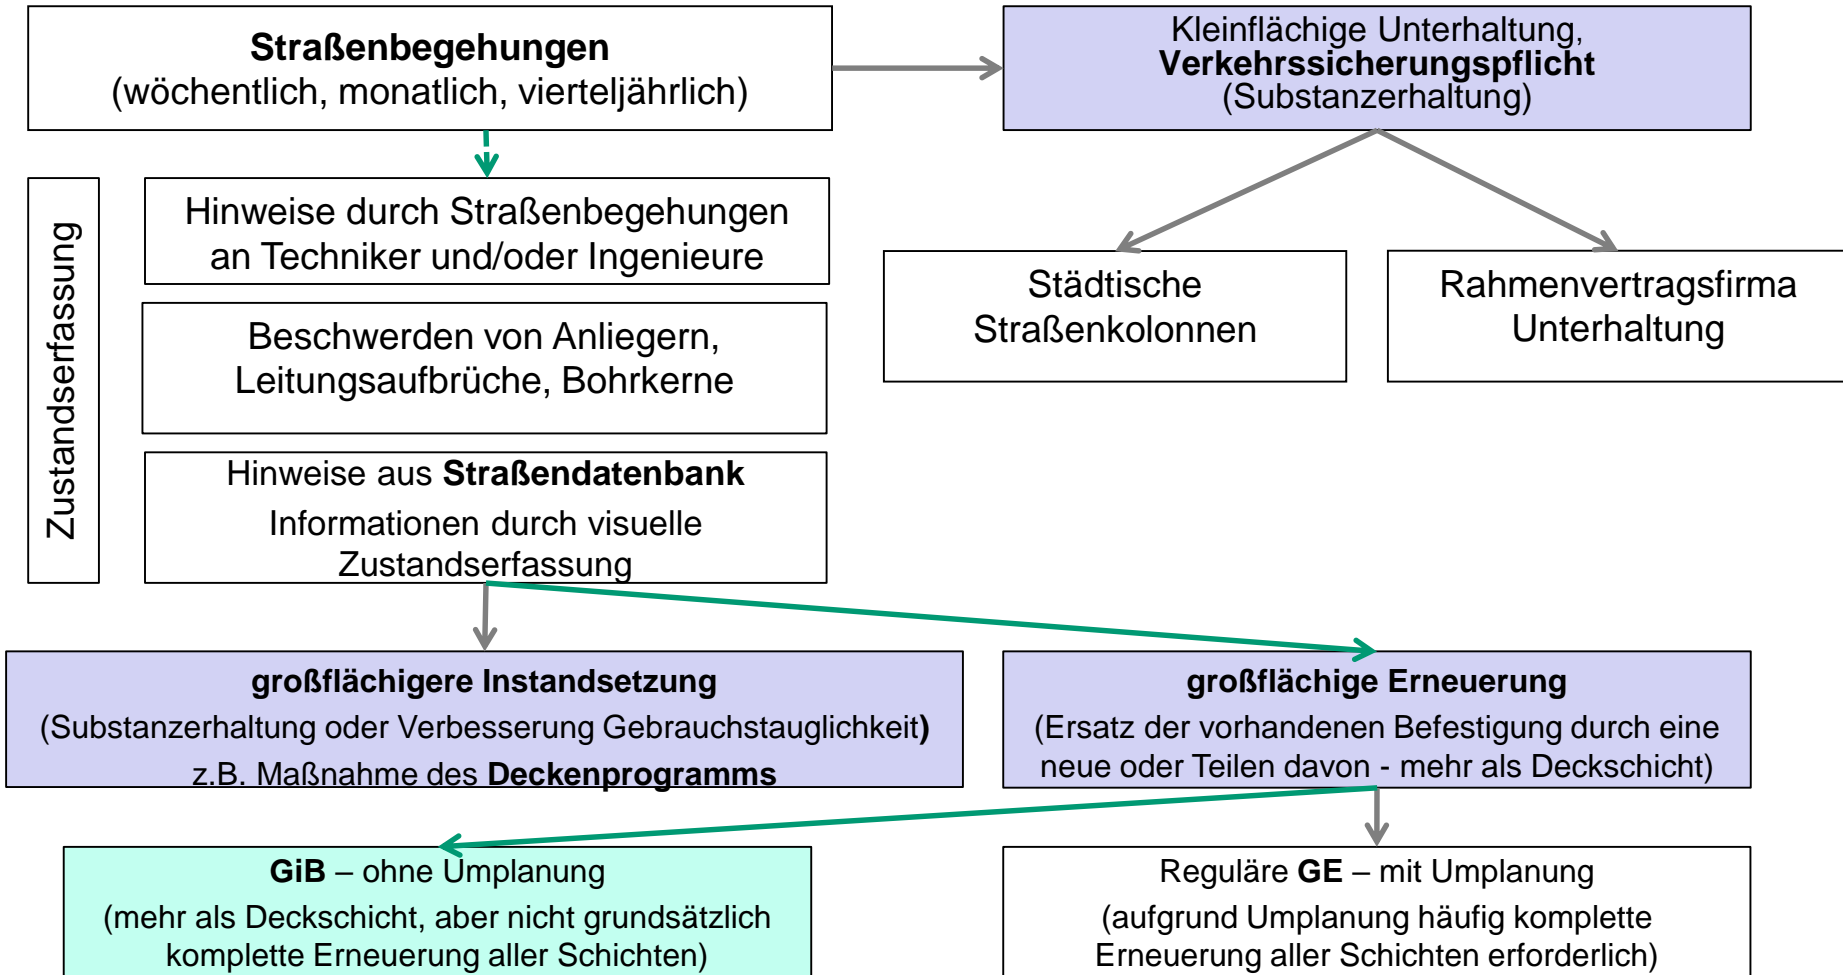 Straßenbegehungen
(wöchentlich, monatlich, vierteljährlich)
Kleinflächige Unterhaltung,
Verkehrssicherungspflicht
(Substanzerhaltung)
Zustandserfassung
Hinweise durch Straßenbegehungen
an Techniker und/oder Ingenieure
Städtische
Straßenkolonnen
Rahmenvertragsfirma
Unterhaltung
Beschwerden von Anliegern,
Leitungsaufbrüche, Bohrkerne
Hinweise aus Straßendatenbank
Informationen durch visuelle
Zustandserfassung
großflächigere Instandsetzung
(Substanzerhaltung oder Verbesserung Gebrauchstauglichkeit)
z.B. Maßnahme des Deckenprogramms
großflächige Erneuerung
(Ersatz der vorhandenen Befestigung durch eine
neue oder Teilen davon - mehr als Deckschicht)
GiB – ohne Umplanung
(mehr als Deckschicht, aber nicht grundsätzlich
komplette Erneuerung aller Schichten)
Reguläre GE – mit Umplanung
(aufgrund Umplanung häufig komplette
Erneuerung aller Schichten erforderlich)